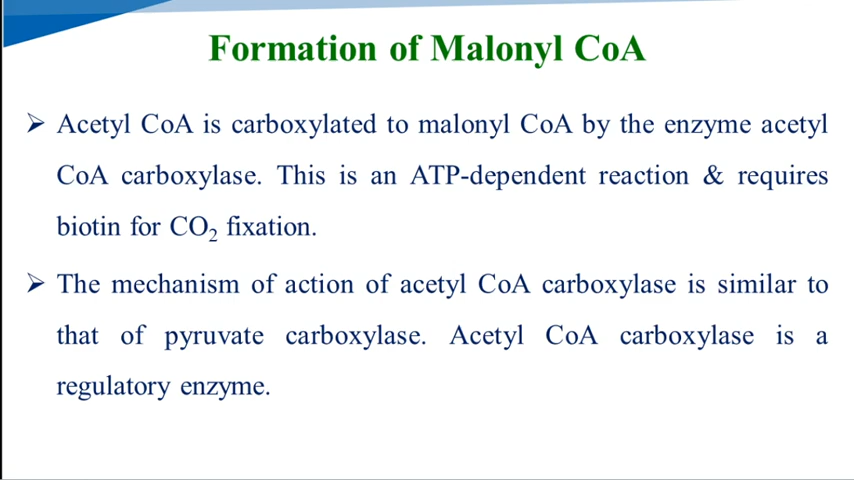 Formation of Malonyl CoA
➢ Acetyl CoA is carboxylated to malonyl CoA by the enzyme acetyl
CoA carboxylase. This is an ATP-dependent reaction & requires
biotin for CO₂ fixation.
➢ The mechanism of action of acetyl CoA carboxylase is similar to
that of pyruvate carboxylase. Acetyl CoA carboxylase is a
regulatory enzyme.